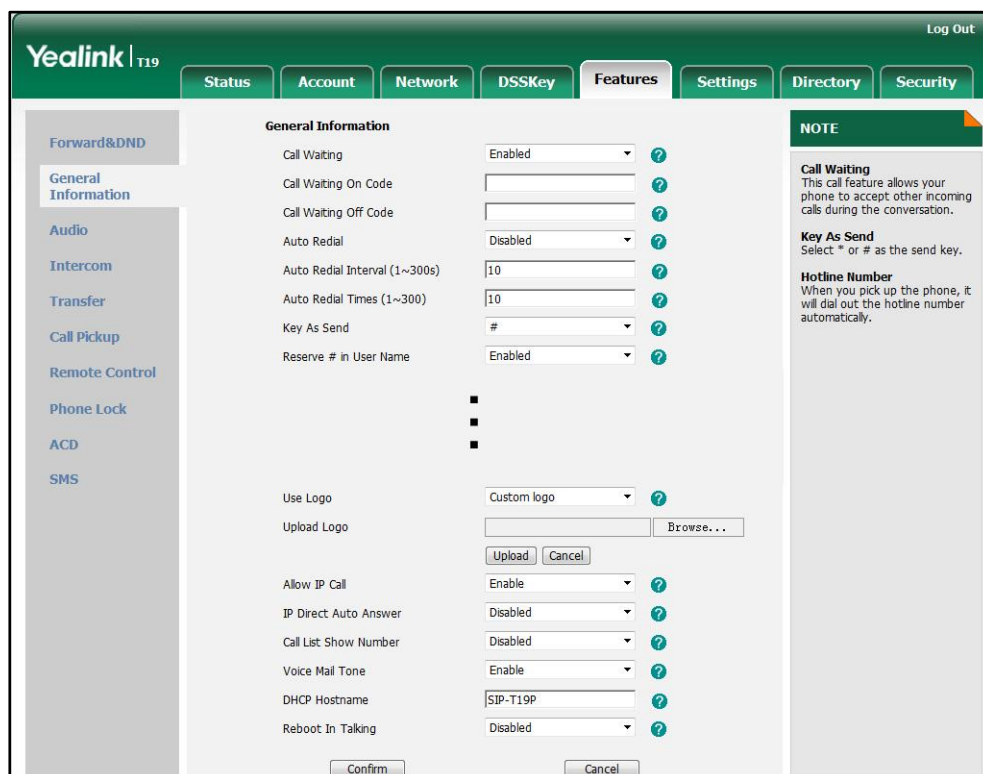 Log Out
Yealink T19
Status Account Network DSSKey Features Settings Directory Security
Forward&DND
General
Information
Audio
Intercom
Transfer
Call Pickup
Remote Control
Phone Lock
ACD
SMS
General Information
Call Waiting Enabled ?
Call Waiting On Code ?
Call Waiting Off Code ?
Auto Redial Disabled ?
Auto Redial Interval (1~300s) 10 ?
Auto Redial Times (1~300) 10 ?
Key As Send # ?
Reserve # in User Name Enabled ?
Use Logo Custom logo ?
Upload Logo Browse...
Upload Cancel
Allow IP Call Enable ?
IP Direct Auto Answer Disabled ?
Call List Show Number Disabled ?
Voice Mail Tone Enable ?
DHCP Hostname SIP-T19P ?
Reboot In Talking Disabled ?
Confirm Cancel
NOTE
Call Waiting
This call feature allows your
phone to accept other incoming
calls during the conversation.
Key As Send
Select * or # as the send key.
Hotline Number
When you pick up the phone, it
will dial out the hotline number
automatically.